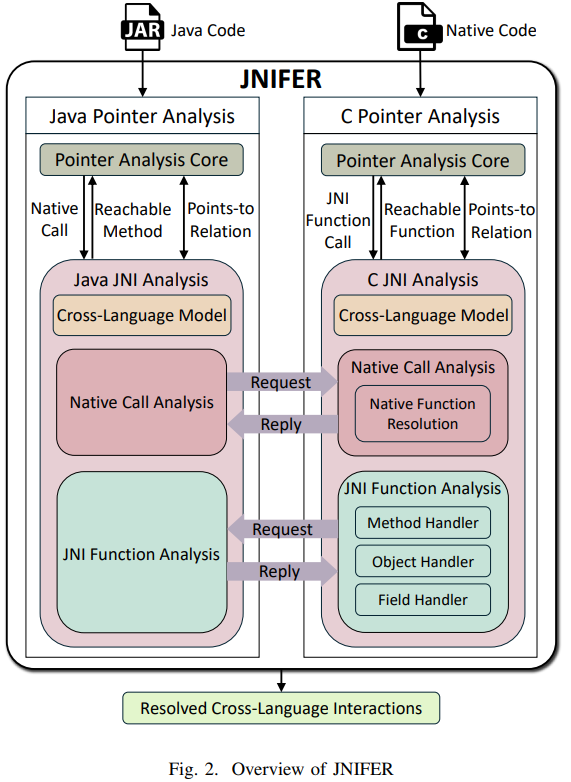 JAR
Java Code
C
Native Code
JNIFER
Java Pointer Analysis
Pointer Analysis Core
Native
Call
Reachable
Method
Points-to
Relation
Java JNI Analysis
Cross-Language Model
Native Call Analysis
JNI Function Analysis
C Pointer Analysis
Pointer Analysis Core
JNI
Function
Call
Reachable
Function
Points-to
Relation
C JNI Analysis
Cross-Language Model
Native Call Analysis
Native Function
Resolution
JNI Function Analysis
Method Handler
Object Handler
Field Handler
Request
Reply
Request
Reply
Resolved Cross-Language Interactions
Fig. 2. Overview of JNIFER